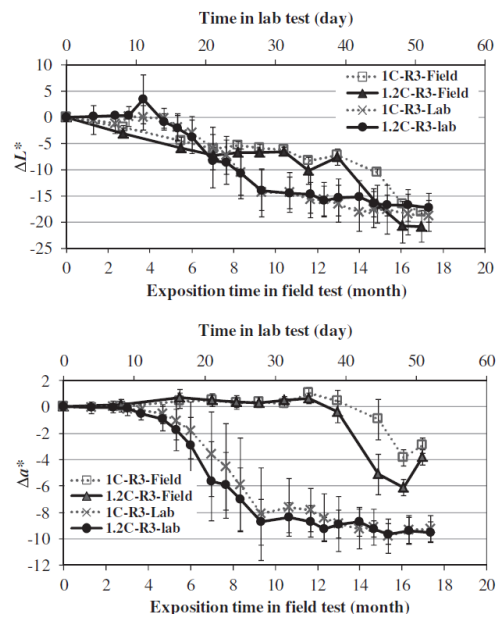 Time in lab test (day)
0 10 20 30 40 50 60
10
5
0
-5
-10
-15
-20
-25
ΔL*
1C-R3-Field
1.2C-R3-Field
1C-R3-Lab
1.2C-R3-lab
0 2 4 6 8 10 12 14 16 18 20
Exposition time in field test (month)
Time in lab test (day)
0 10 20 30 40 50 60
2
0
-2
-4
-6
-8
-10
-12
Δa*
1C-R3-Field
1.2C-R3-Field
1C-R3-Lab
1.2C-R3-lab
0 2 4 6 8 10 12 14 16 18 20
Exposition time in field test (month)